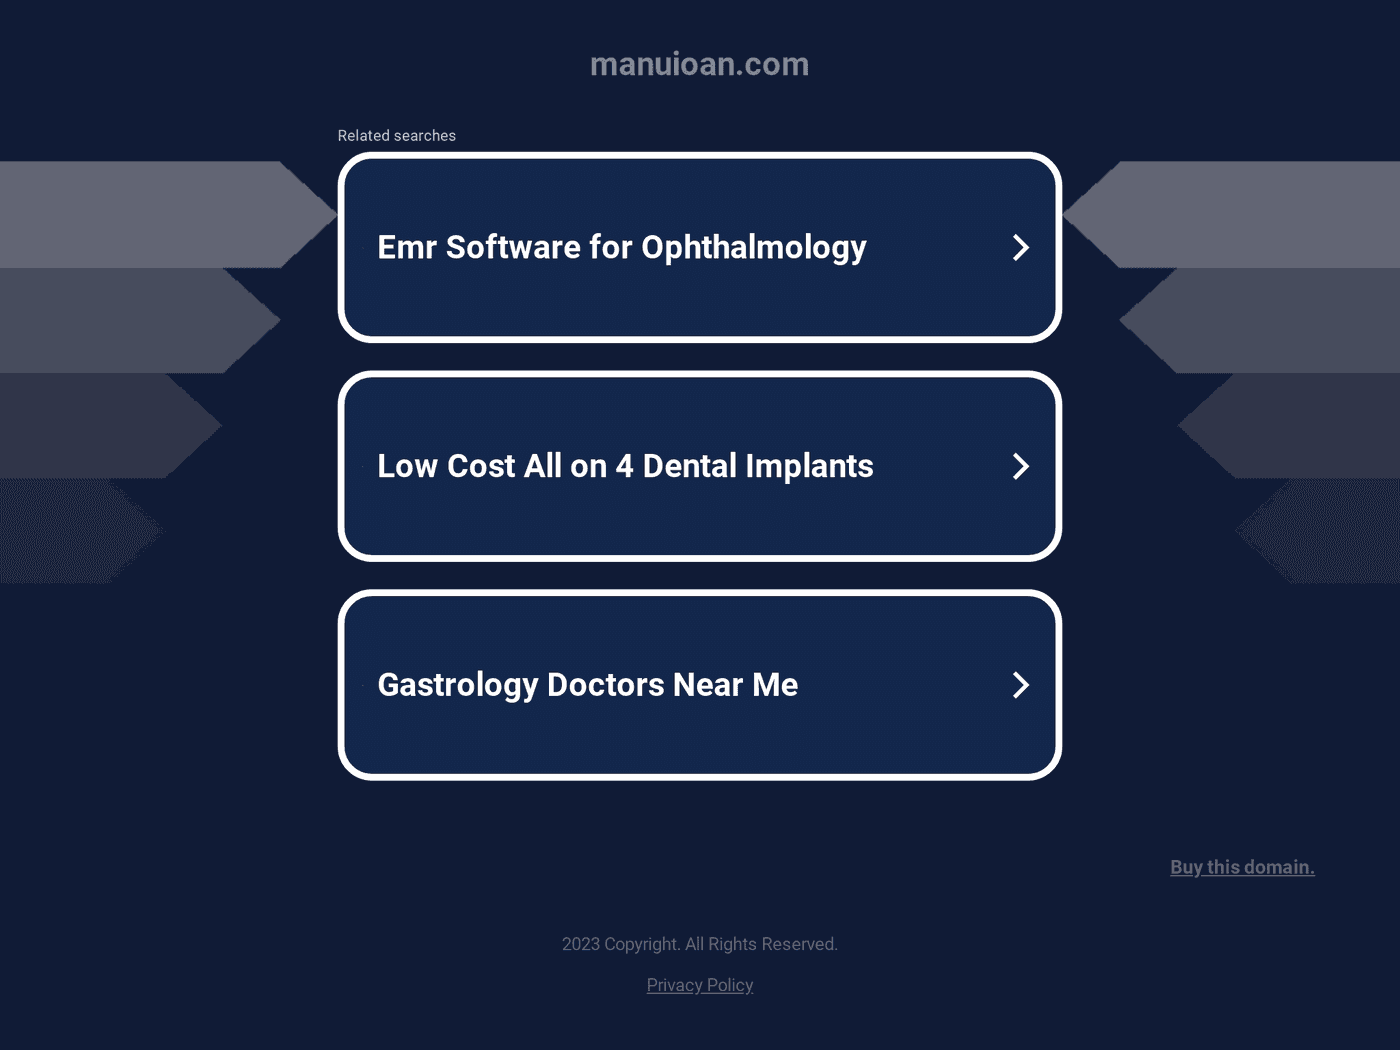 manuioan.com
Related searches
Emr Software for Ophthalmology
Low Cost All on 4 Dental Implants
Gastrology Doctors Near Me
Buy this domain.
2023 Copyright. All Rights Reserved.
Privacy Policy